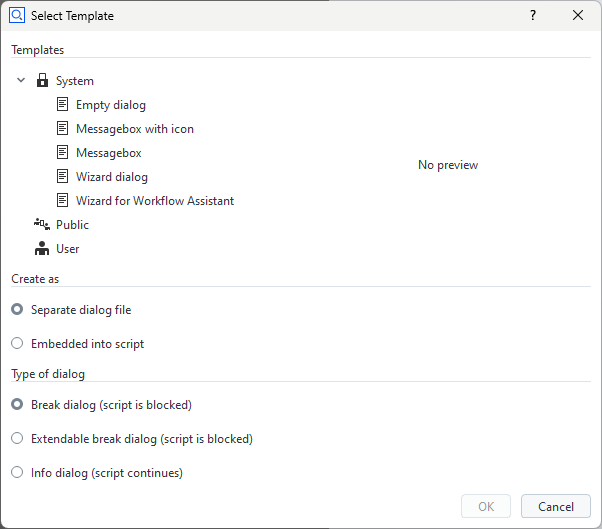 Select Template
?
Templates
System
Empty dialog
Messagebox with icon
Messagebox
Wizard dialog
Wizard for Workflow Assistant
Public
User
No preview
Create as
Separate dialog file
Embedded into script
Type of dialog
Break dialog (script is blocked)
Extendable break dialog (script is blocked)
Info dialog (script continues)
OK
Cancel